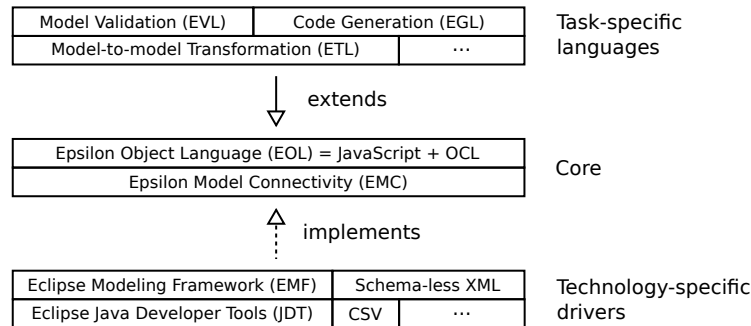 Model Validation (EVL) Code Generation (EGL)
Model-to-model Transformation (ETL) ...
Task-specific
languages
extends
Epsilon Object Language (EOL) = JavaScript + OCL
Epsilon Model Connectivity (EMC)
Core
implements
Eclipse Modeling Framework (EMF) Schema-less XML
Eclipse Java Developer Tools (JDT) CSV ...
Technology-specific
drivers